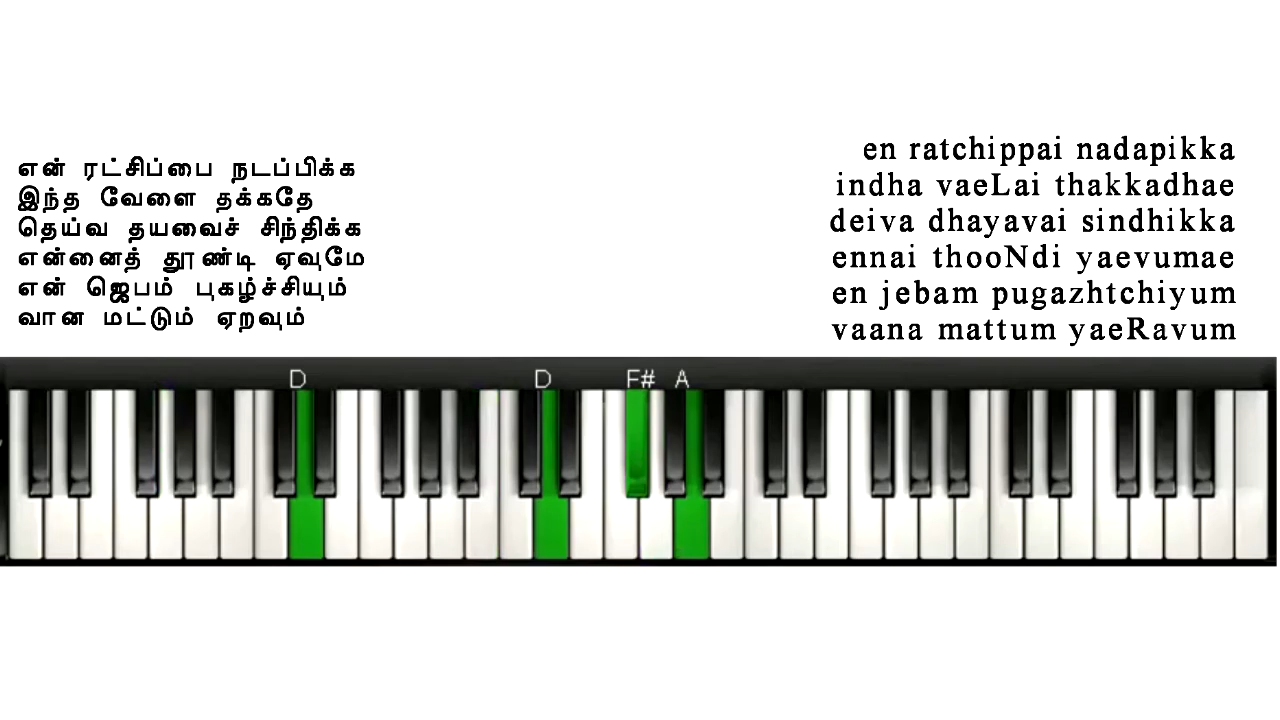 என் ரட்சிப்பை நடப்பிக்க
இந்த வேளை தக்கதே
தெய்வ தயவைச் சிந்திக்க
என்னைத் தூண்டி ஏவுமே
என் ஜெபம் புகழ்ச்சியும்
வான மட்டும் ஏறவும்
en ratchippai nadapikka
indha vaeLai thakkadhae
deiva dhayavai sindhikka
ennai thooNdi yaevumae
en jebam pugazhtchiyum
vaana mattum yaeRavum
D D F# A